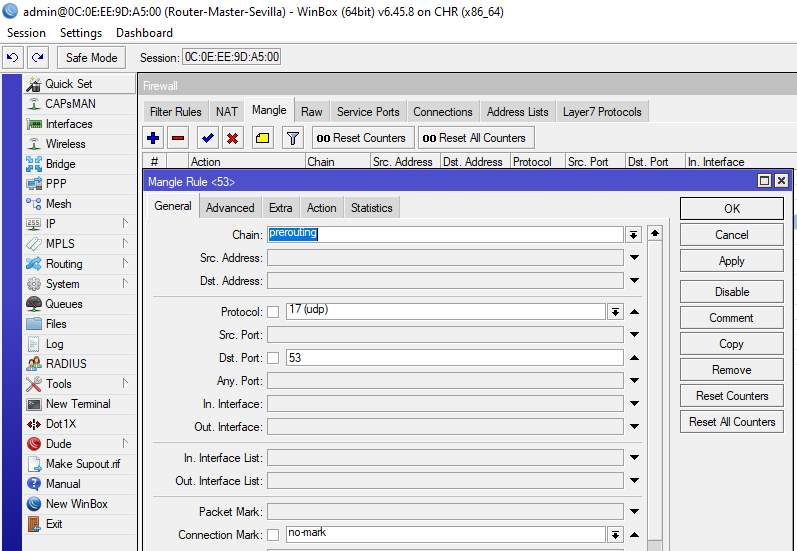 admin@0C:0E:EE:9D:A5:00 (Router-Master-Sevilla) - WinBox (64bit) v6.45.8 on CHR (x86_64)
Session Settings Dashboard
Safe Mode Session: 0C:0E:EE:9D:A5:00
Quick Set
CAPsMAN
Interfaces
Wireless
Bridge
PPP
Mesh
IP
MPLS
Routing
System
Queues
Files
Log
RADIUS
Tools
New Terminal
Dot1X
Dude
Make Supout.rif
Manual
New WinBox
Exit
Firewall
Filter Rules NAT Mangle Raw Service Ports Connections Address Lists Layer7 Protocols
00 Reset Counters 00 Reset All Counters
# Action Chain Src. Address Dst. Address Protocol Src. Port Dst. Port In. Interface
Mangle Rule <53>
General Advanced Extra Action Statistics
Chain: prerouting
Src. Address:
Dst. Address:
Protocol: 17 (udp)
Src. Port:
Dst. Port: 53
Any. Port:
In. Interface:
Out. Interface:
In. Interface List:
Out. Interface List:
Packet Mark:
Connection Mark: no-mark
OK
Cancel
Apply
Disable
Comment
Copy
Remove
Reset Counters
Reset All Counters